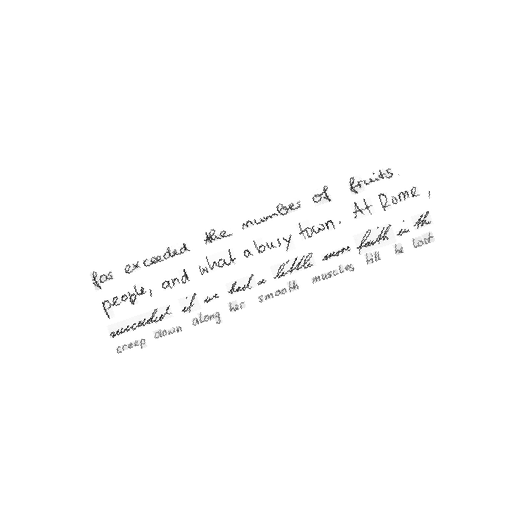 far exceeded the number of fruits.
people, and what a busy town. At Rome,
succeeded if we had a little more faith in the
creep down along her smooth muscles till he lost